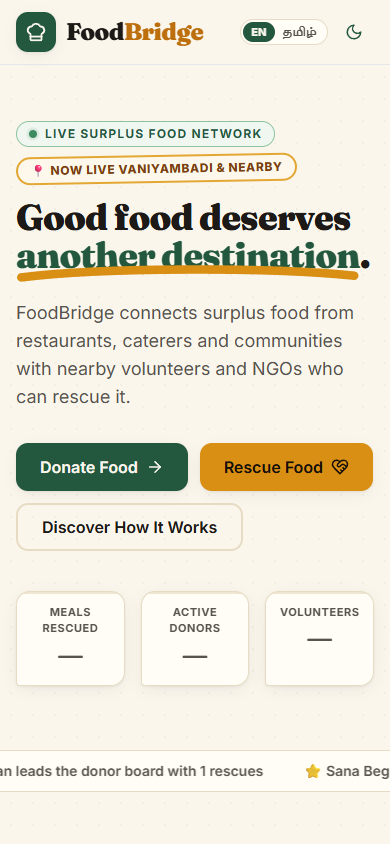 FoodBridge
EN தமிழ்
LIVE SURPLUS FOOD NETWORK
NOW LIVE VANIYAMBADI & NEARBY
Good food deserves
another destination.
FoodBridge connects surplus food from
restaurants, caterers and communities
with nearby volunteers and NGOs who
can rescue it.
Donate Food →
Rescue Food
Discover How It Works
MEALS
RESCUED
—
ACTIVE
DONORS
—
VOLUNTEERS
—
an leads the donor board with 1 rescues
Sana Beg